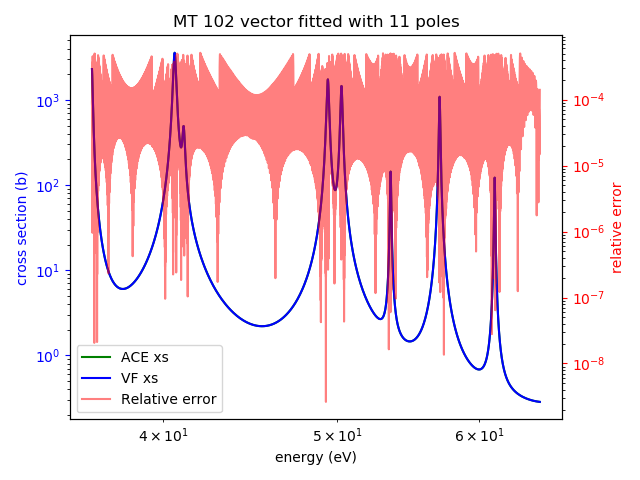 MT 102 vector fitted with 11 poles
10³
10²
10¹
10⁰
cross section (b)
10⁻⁴
10⁻⁵
10⁻⁶
10⁻⁷
10⁻⁸
relative error
ACE xs
VF xs
Relative error
4 × 10¹ 5 × 10¹ 6 × 10¹
energy (eV)